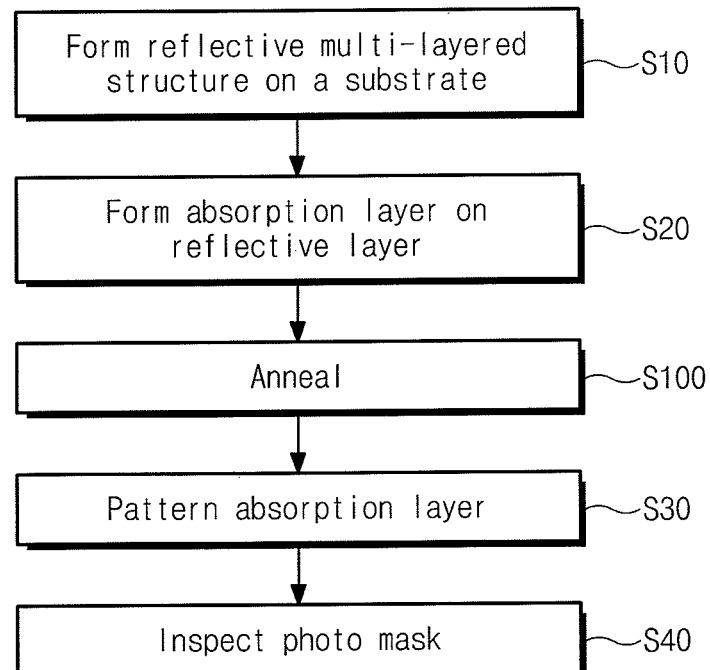 Form reflective multi-layered
structure on a substrate
S10
Form absorption layer on
reflective layer
S20
Anneal
S100
Pattern absorption layer
S30
Inspect photo mask
S40